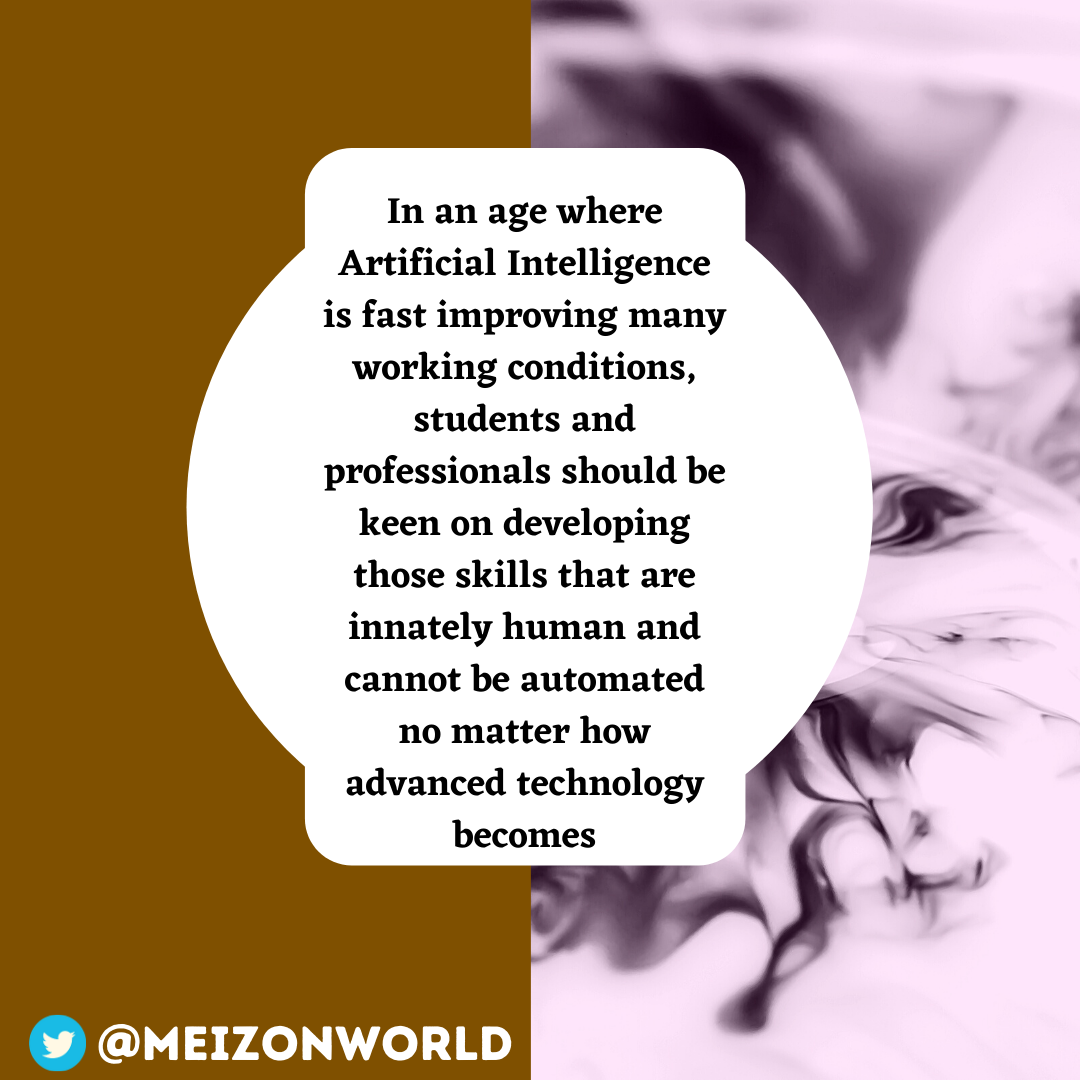 In an age where
Artificial Intelligence
is fast improving many
working conditions,
students and
professionals should be
keen on developing
those skills that are
innately human and
cannot be automated
no matter how
advanced technology
becomes
@MEIZONWORLD